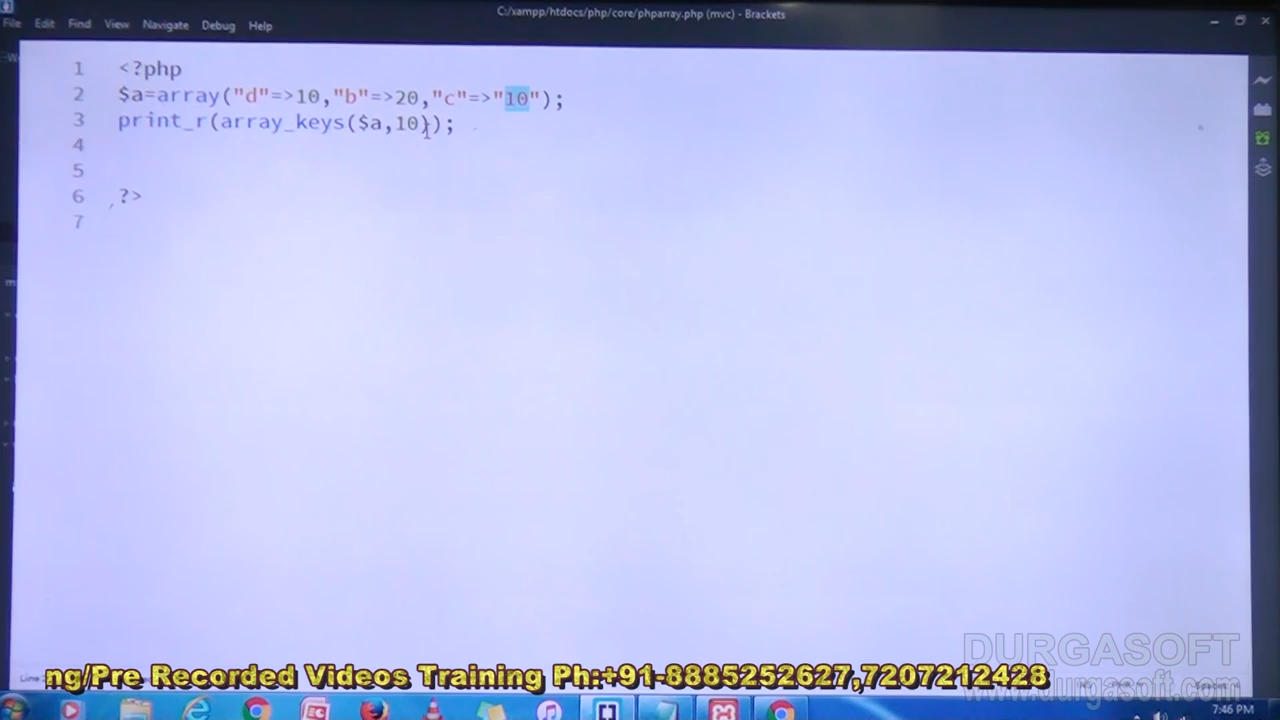 C:/xampp/htdocs/php/core/phparray.php (mvc) - Brackets
File Edit Find View Navigate Debug Help
1 <?php
2 $a=array("d"=>10,"b"=>20,"c"=>"10");
3 print_r(array_keys($a,10));
4
5
6 ?>
7
DURGASOFT
www.durgasoft.com
ng/Pre Recorded Videos Training Ph:+91-8885252627,7207212428
Line
7:46 PM